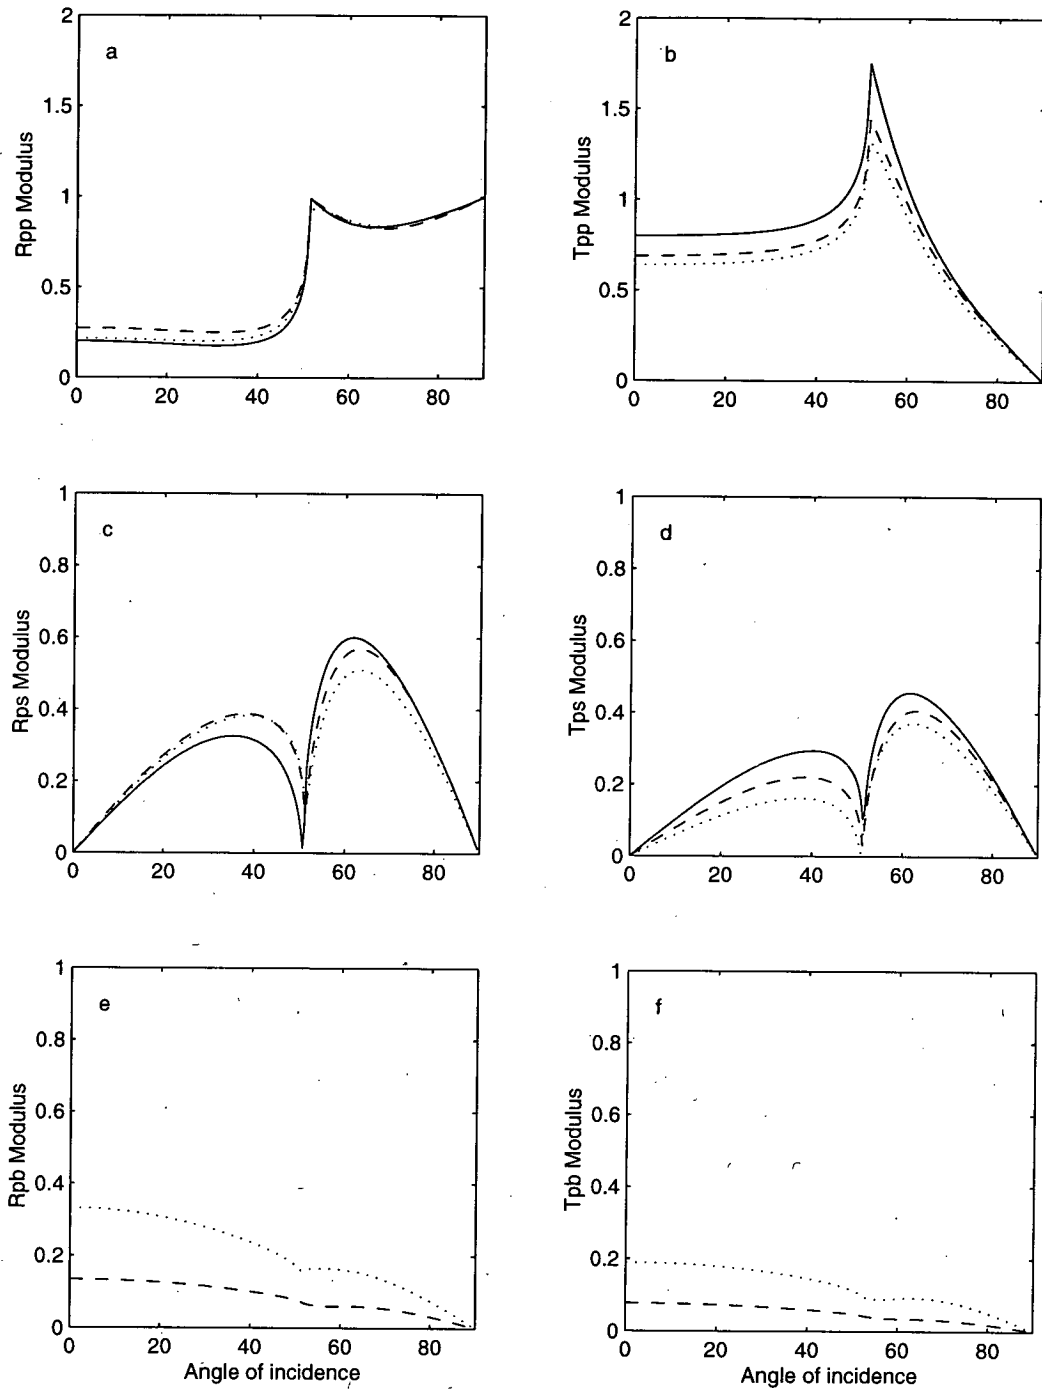 2
a
1.5
Rpp Modulus
1
0.5
0
0 20 40 60 80
2
b
1.5
Tpp Modulus
1
0.5
0
0 20 40 60 80
1
c
0.8
0.6
Rps Modulus
0.4
0.2
0
0 20 40 60 80
1
d
0.8
0.6
Tps Modulus
0.4
0.2
0
0 20 40 60 80
1
e
0.8
0.6
Rpb Modulus
0.4
0.2
0
0 20 40 60 80
Angle of incidence
1
f
0.8
0.6
Tpb Modulus
0.4
0.2
0
0 20 40 60 80
Angle of incidence